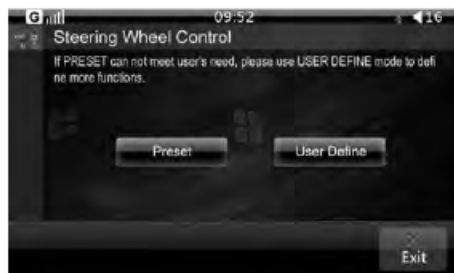 G 09:52 16
Steering Wheel Control
If PRESET can not meet user's need, please use USER DEFINE mode to defi
ne more functions.
Preset User Define
Exit